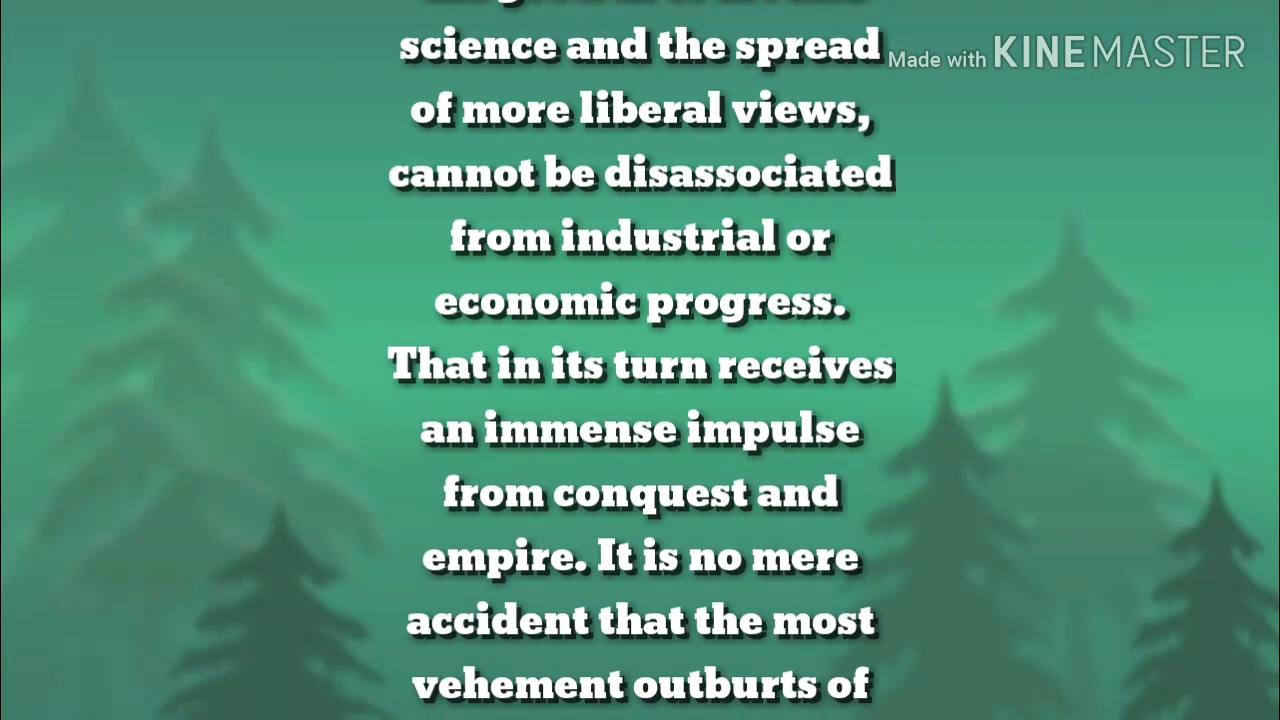 science and the spread
Made with KINEMASTER
of more liberal views,
cannot be disassociated
from industrial or
economic progress.
That in its turn receives
an immense impulse
from conquest and
empire. It is no mere
accident that the most
vehement outburts of